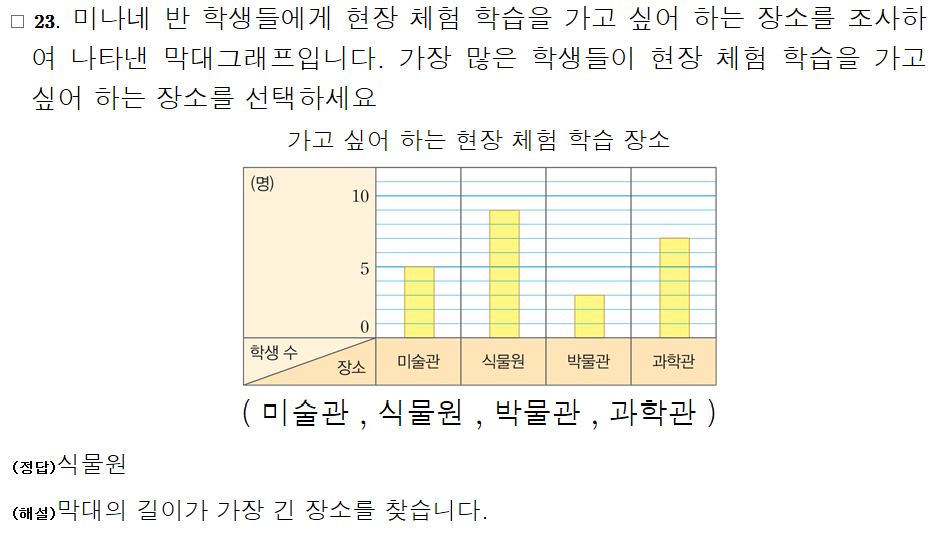 □ 23. 미나네 반 학생들에게 현장 체험 학습을 가고 싶어 하는 장소를 조사하
여 나타낸 막대그래프입니다. 가장 많은 학생들이 현장 체험 학습을 가고
싶어 하는 장소를 선택하세요
가고 싶어 하는 현장 체험 학습 장소
(명)
10
5
0
학생 수
장소
미술관 식물원 박물관 과학관
( 미술관 , 식물원 , 박물관 , 과학관 )
(정답)식물원
(해설)막대의 길이가 가장 긴 장소를 찾습니다.